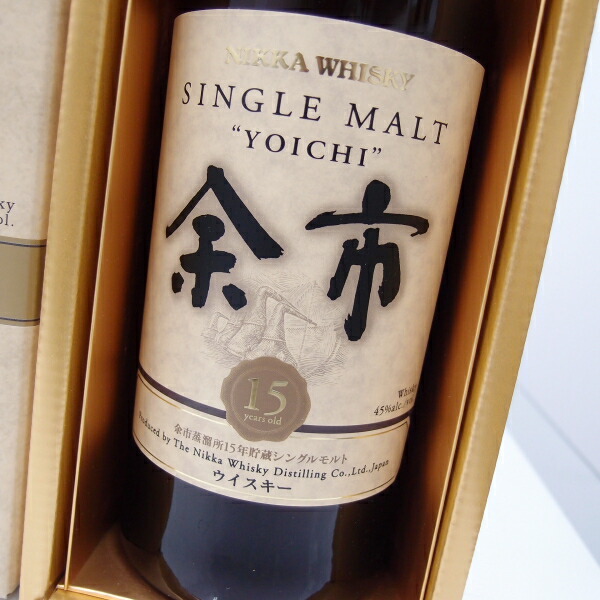 NIKKA WHISKY
SINGLE MALT
“YOICHI”
余市
15
years old
Whisky
45%alc./vol.
余市蒸溜所15年貯蔵シングルモルト
Produced by The Nikka Whisky Distilling Co.,Ltd.,Japan
ウイスキー